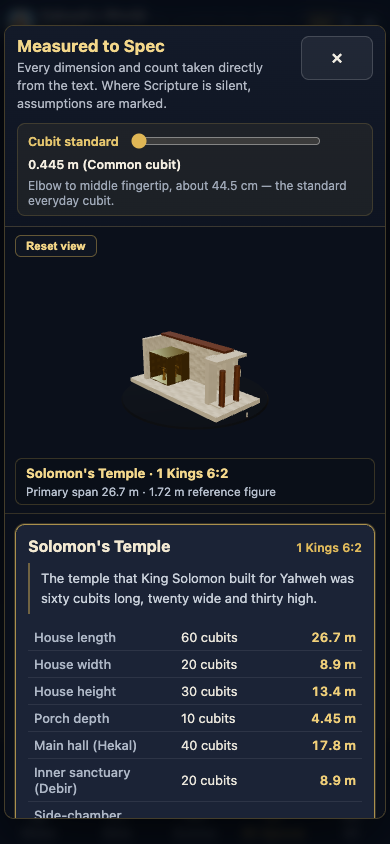 Measured to Spec
×
Every dimension and count taken directly
from the text. Where Scripture is silent,
assumptions are marked.
Cubit standard
0.445 m (Common cubit)
Elbow to middle fingertip, about 44.5 cm — the standard
everyday cubit.
Reset view
Solomon's Temple · 1 Kings 6:2
Primary span 26.7 m · 1.72 m reference figure
Solomon's Temple 1 Kings 6:2
The temple that King Solomon built for Yahweh was
sixty cubits long, twenty wide and thirty high.
House length 60 cubits 26.7 m
House width 20 cubits 8.9 m
House height 30 cubits 13.4 m
Porch depth 10 cubits 4.45 m
Main hall (Hekal) 40 cubits 17.8 m
Inner sanctuary
(Debir) 20 cubits 8.9 m
Side-chamber